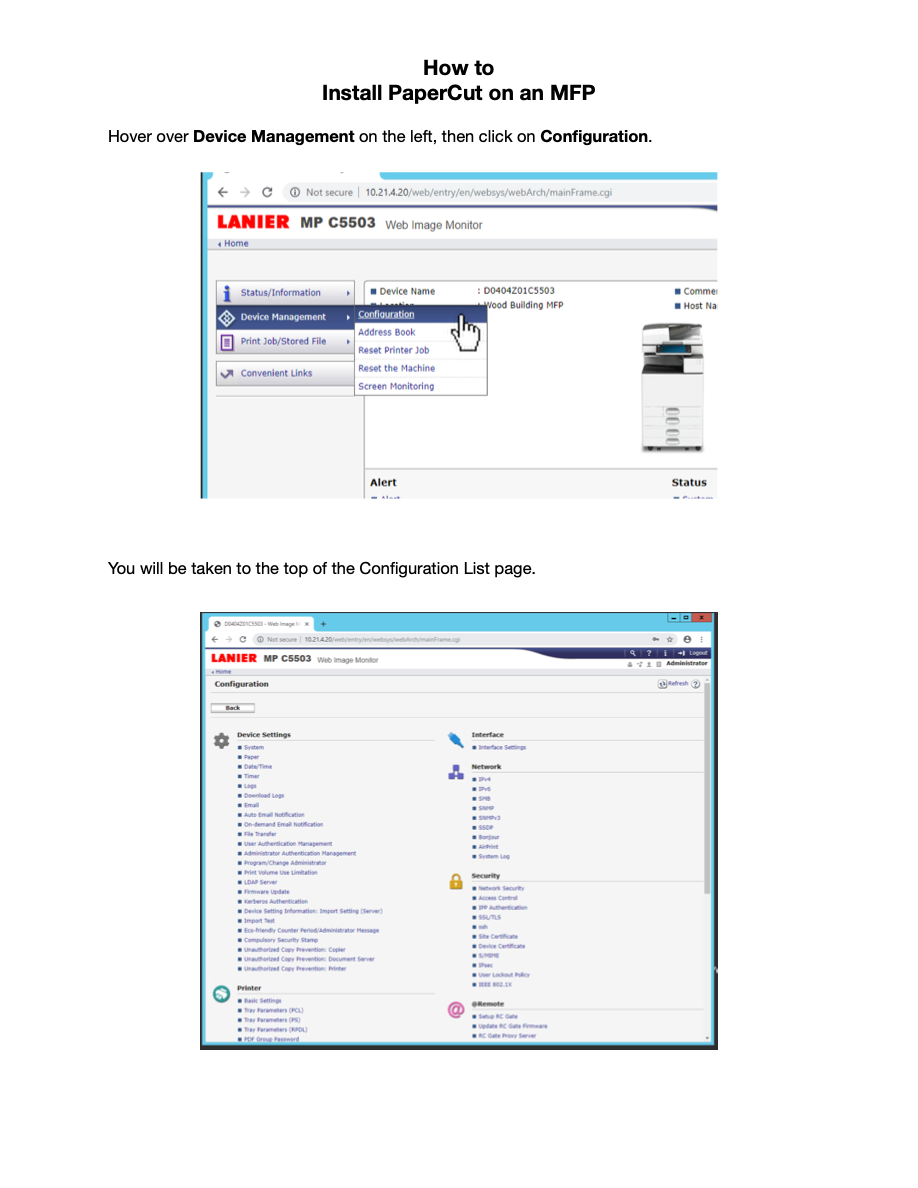 How to
Install PaperCut on an MFP
Hover over Device Management on the left, then click on Configuration.
Not secure | 10.21.4.20/web/entry/en/websys/webArch/mainFrame.cgi
LANIER MP C5503 Web Image Monitor
Home
Status/Information
Device Management
Print Job/Stored File
Convenient Links
Configuration
Address Book
Reset Printer Job
Reset the Machine
Screen Monitoring
Device Name : D0404Z01C5503
Location : Wood Building MFP
Comme
Host Na
Alert
Status
Alert
System
You will be taken to the top of the Configuration List page.
D0404Z01C5503 - Web Image M
Not secure | 10.21.4.20/web/entry/en/websys/webArch/mainFrame.cgi
LANIER MP C5503 Web Image Monitor
Logout
Administrator
Home
Configuration
Refresh
Back
Device Settings
System
Paper
Date/Time
Timer
Logs
Download Logs
Email
Auto Email Notification
On-demand Email Notification
File Transfer
User Authentication Management
Administrator Authentication Management
Program/Change Administrator
Print Volume Use Limitation
LDAP Server
Firmware Update
Kerberos Authentication
Device Setting Information: Import Setting (Server)
Import Test
Eco-friendly Counter Period/Administrator Message
Compulsory Security Stamp
Unauthorized Copy Prevention: Copier
Unauthorized Copy Prevention: Document Server
Unauthorized Copy Prevention: Printer
Printer
Basic Settings
Tray Parameters (PCL)
Tray Parameters (PS)
Tray Parameters (RPDL)
PDF Group Password
Interface
Interface Settings
Network
IPv4
IPv6
SMB
SNMP
SNMPv3
SSDP
Bonjour
AirPrint
System Log
Security
Network Security
Access Control
IPP Authentication
SSL/TLS
ssh
Site Certificate
Device Certificate
S/MIME
IPsec
User Lockout Policy
IEEE 802.1X
@Remote
Setup RC Gate
Update RC Gate Firmware
RC Gate Proxy Server